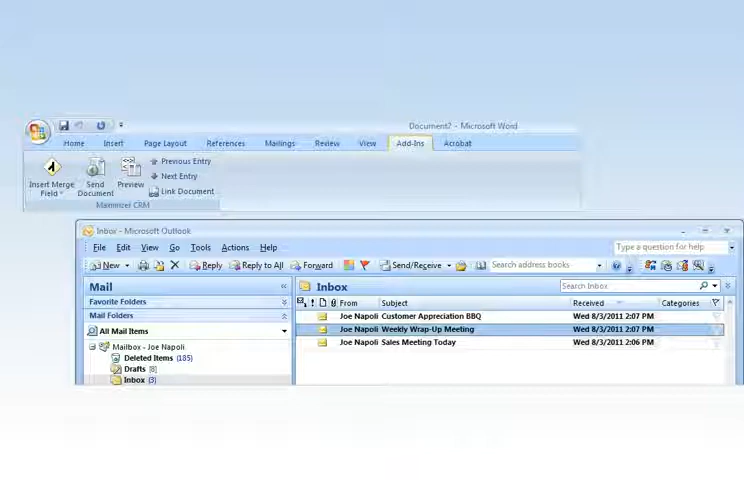 Document2 - Microsoft Word
Home Insert Page Layout References Mailings Review View Add-Ins Acrobat
Insert Merge Field
Send Document
Preview
Previous Entry
Next Entry
Link Document
Maximizer CRM
Inbox - Microsoft Outlook
File Edit View Go Tools Actions Help
Type a question for help
New Reply Reply to All Forward Send/Receive Search address books
Mail
Inbox
Search Inbox
Favorite Folders
From Subject Received Categories
Mail Folders
Joe Napoli Customer Appreciation BBQ Wed 8/3/2011 2:07 PM
All Mail Items
Joe Napoli Weekly Wrap-Up Meeting Wed 8/3/2011 2:07 PM
Joe Napoli Sales Meeting Today Wed 8/3/2011 2:06 PM
Mailbox - Joe Napoli
Deleted Items (185)
Drafts [8]
Inbox (3)